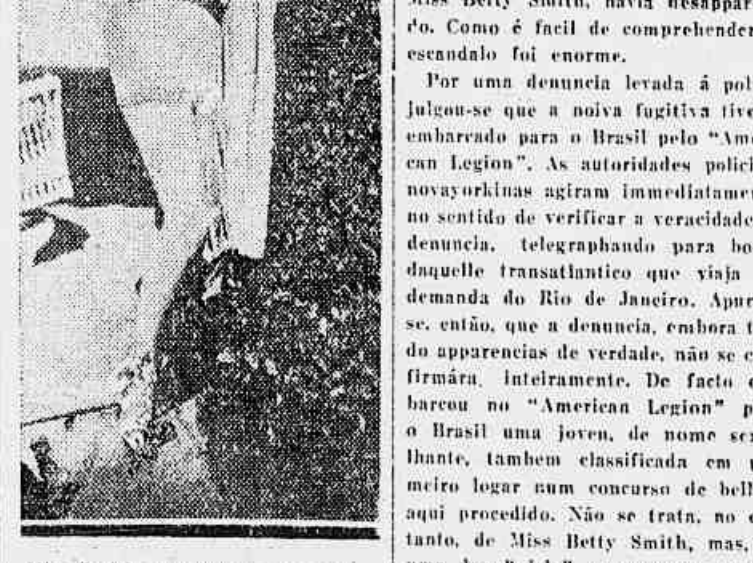 Miss Betty Smith, havia desappar
do. Como é facil de comprehender
escandalo foi enorme.
Por uma denuncia levada á pol
julgou-se que a noiva fugitiva tive
embarcado para o Brasil pelo "Ame
can Legion". As autoridades polici
novayorkinas agiram immediatame
no sentido de verificar a veracidade
denuncia, telegraphando para bo
daquelle transatlantico que viaja
demanda do Rio de Janeiro. Apur
se, então, que a denuncia, embora t
do apparencias de verdade, não se c
firmára, inteiramente. De facto e
barcou no "American Legion" p
o Brasil uma joven, de nome se
lhante, tambem classificada em p
meiro logar num concurso de bell
aqui procedido. Não se trata, no e
tanto, de Miss Betty Smith, mas,